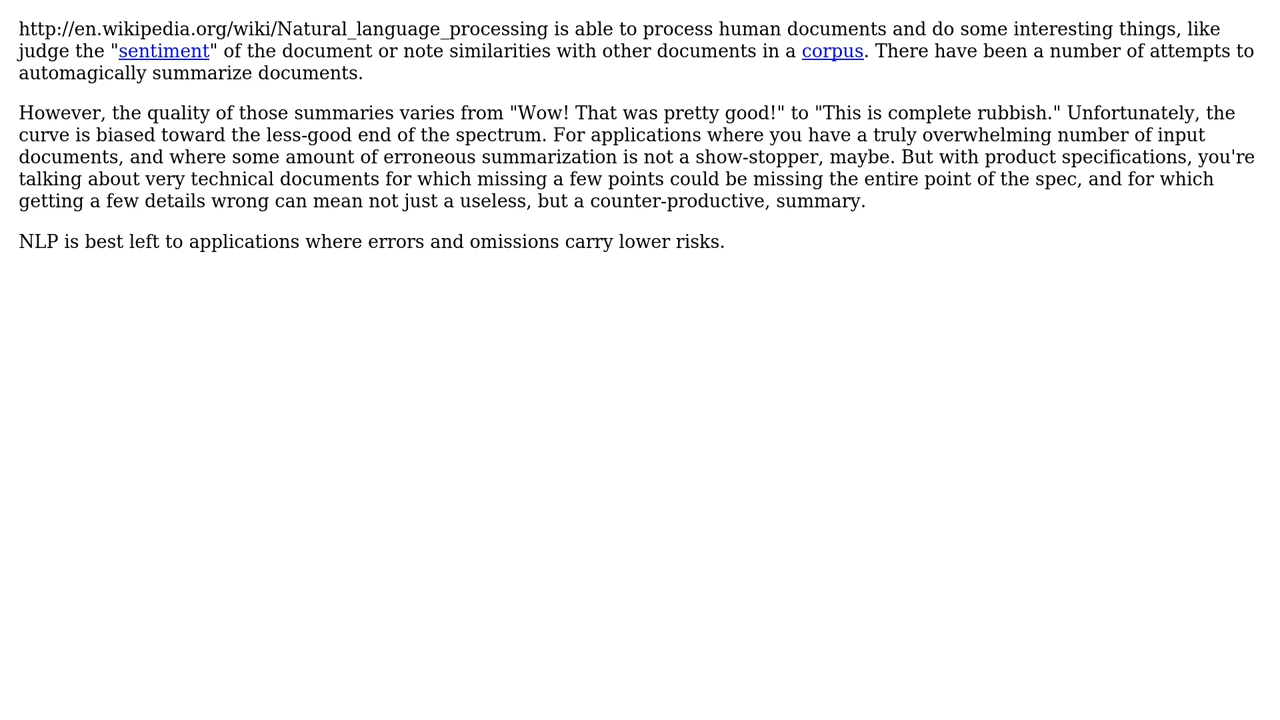 http://en.wikipedia.org/wiki/Natural_language_processing is able to process human documents and do some interesting things, like
judge the "sentiment" of the document or note similarities with other documents in a corpus. There have been a number of attempts to
automagically summarize documents.
However, the quality of those summaries varies from "Wow! That was pretty good!" to "This is complete rubbish." Unfortunately, the
curve is biased toward the less-good end of the spectrum. For applications where you have a truly overwhelming number of input
documents, and where some amount of erroneous summarization is not a show-stopper, maybe. But with product specifications, you're
talking about very technical documents for which missing a few points could be missing the entire point of the spec, and for which
getting a few details wrong can mean not just a useless, but a counter-productive, summary.
NLP is best left to applications where errors and omissions carry lower risks.